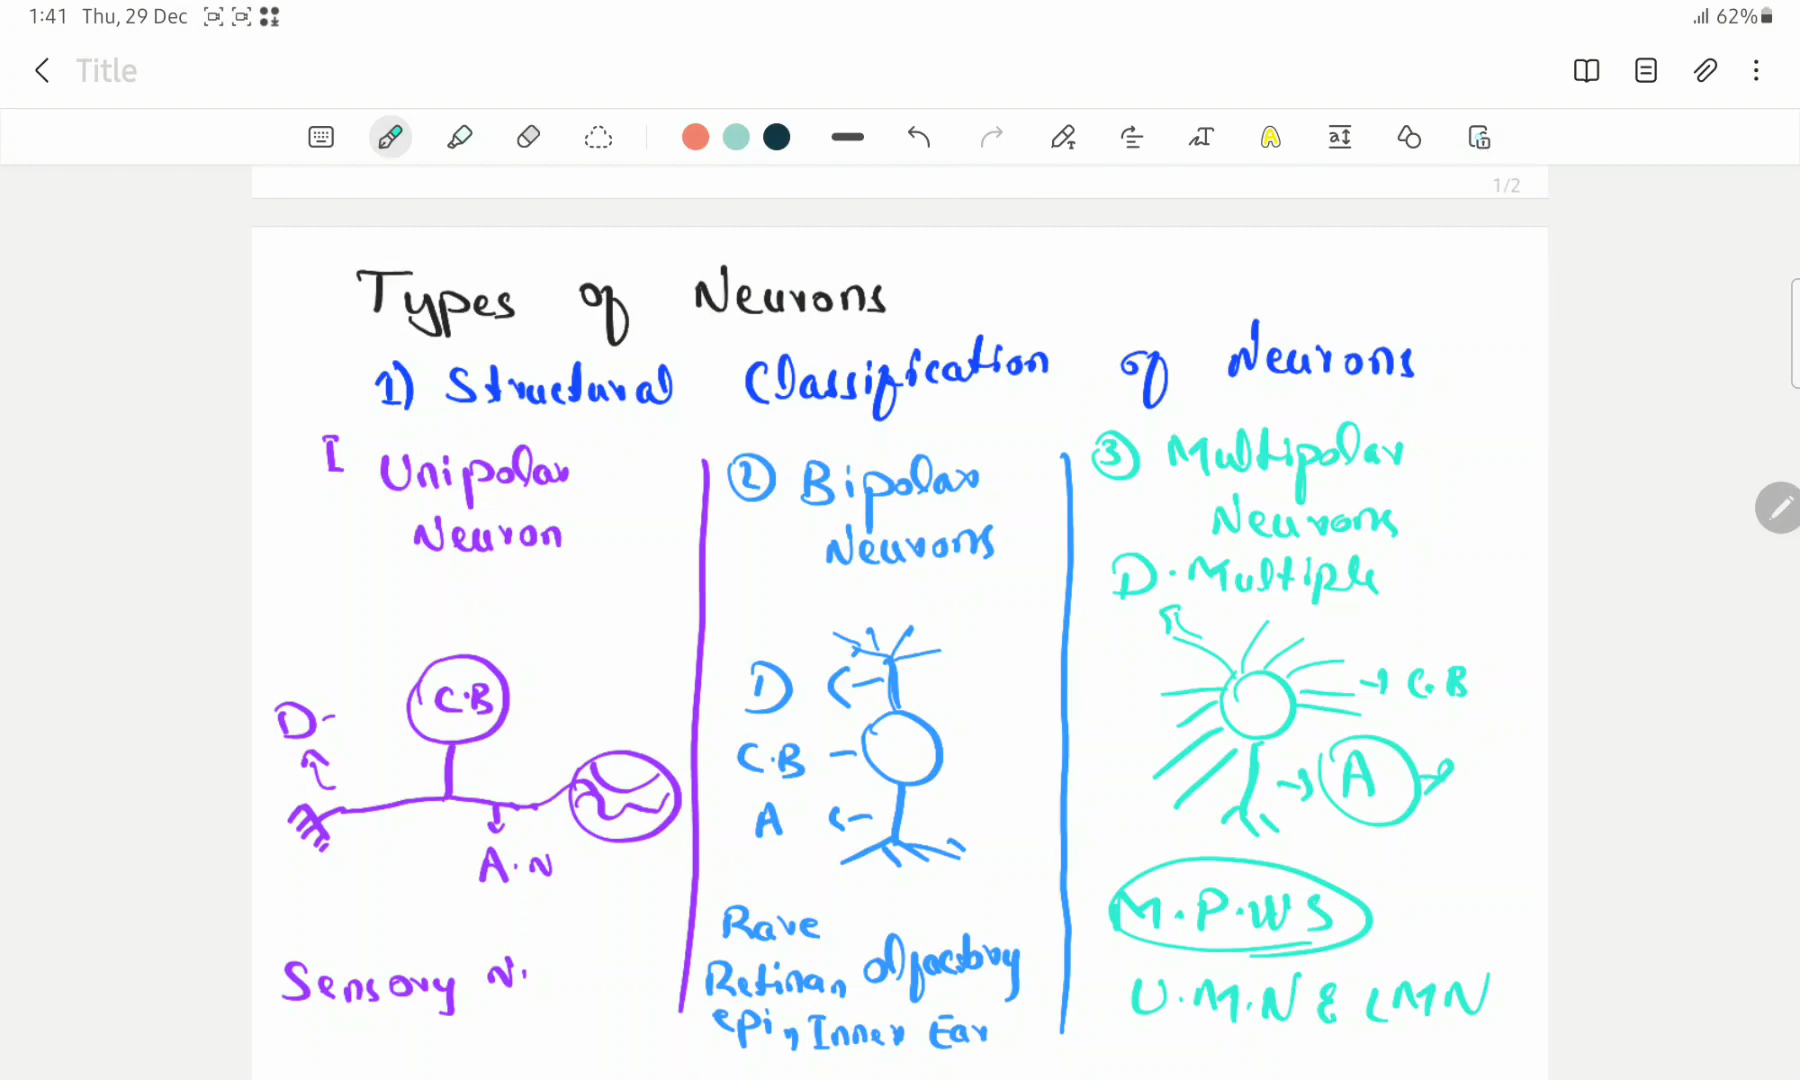 1:41 Thu, 29 Dec
62%
Title
1/2
Types of Neurons
1) Structural Classification of Neurons
I Unipolar
Neuron
C.B
D-
A.N
Sensory N.
② Bipolar
Neurons
D
C.B
A
Rare
Retinan, olfactory
epi, Inner Ear
③ Multipolar
Neurons
D. Multiple
C.B
A
M.P.W S
U.M.N & LMN